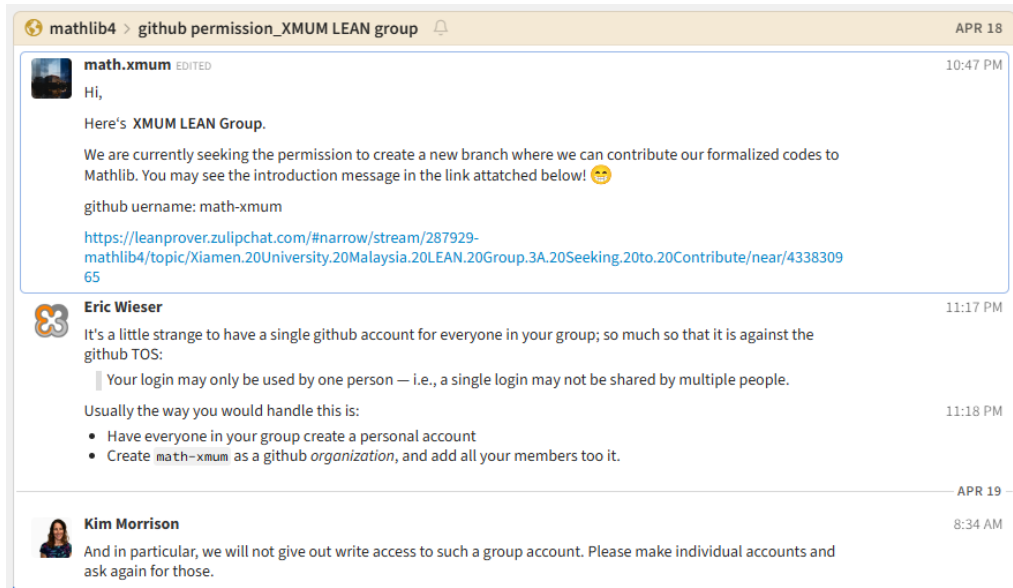 mathlib4 > github permission_XMUM LEAN group APR 18
math.xmum EDITED 10:47 PM
Hi,
Here‘s XMUM LEAN Group.
We are currently seeking the permission to create a new branch where we can contribute our formalized codes to
Mathlib. You may see the introduction message in the link attatched below! 😁
github uername: math-xmum
https://leanprover.zulipchat.com/#narrow/stream/287929-
mathlib4/topic/Xiamen.20University.20Malaysia.20LEAN.20Group.3A.20Seeking.20to.20Contribute/near/4338309
65
Eric Wieser 11:17 PM
It's a little strange to have a single github account for everyone in your group; so much so that it is against the
github TOS:
Your login may only be used by one person — i.e., a single login may not be shared by multiple people.
Usually the way you would handle this is: 11:18 PM
• Have everyone in your group create a personal account
• Create math-xmum as a github organization, and add all your members too it.
APR 19
Kim Morrison 8:34 AM
And in particular, we will not give out write access to such a group account. Please make individual accounts and
ask again for those.